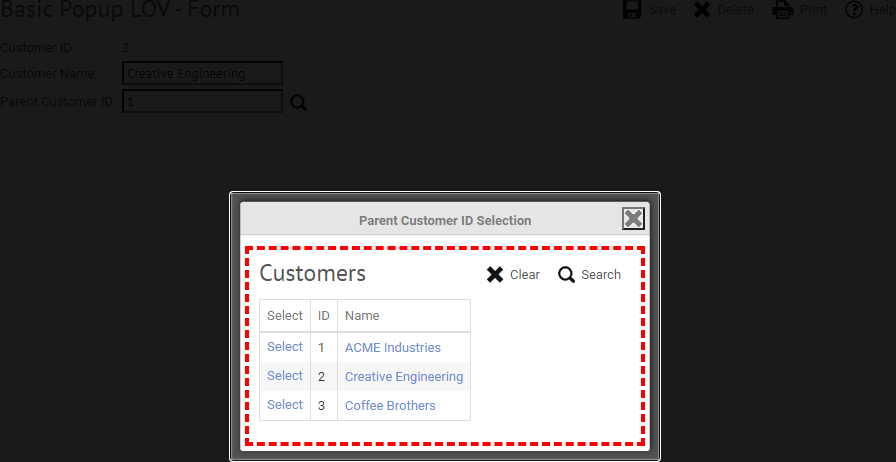 Basic Popup LOV - Form
Save Delete Print Help
Customer ID: 2
Customer Name: Creative Engineering
Parent Customer ID: 1
Parent Customer ID Selection
Customers
Clear Search
Select ID Name
Select 1 ACME Industries
Select 2 Creative Engineering
Select 3 Coffee Brothers